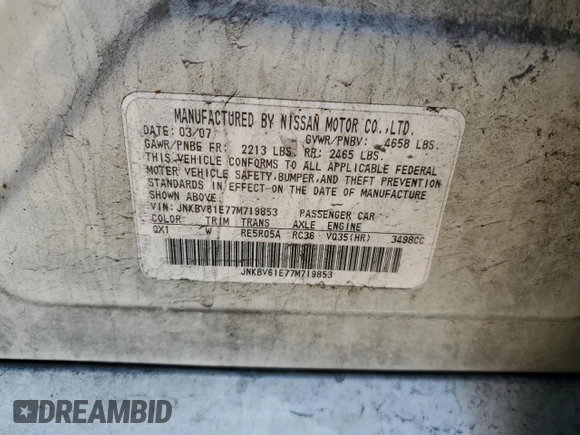 MANUFACTURED BY NISSAN MOTOR CO.,LTD.
DATE: 03/07 GVWR/PNBV: 4658 LBS.
GAWR/PNBE FR: 2213 LBS. RR: 2465 LBS.
THIS VEHICLE CONFORMS TO ALL APPLICABLE FEDERAL
MOTOR VEHICLE SAFETY,BUMPER,AND THEFT PREVENTION
STANDARDS IN EFFECT ON THE DATE OF MANUFACTURE
SHOWN ABOVE.
VIN: JNKBV61E77M719853 PASSENGER CAR
COLOR TRIM TRANS AXLE ENGINE
QX1 W RE5R05A RC36 VQ35(HR) 3498CC
JNKBV61E77M719853
DREAMBID